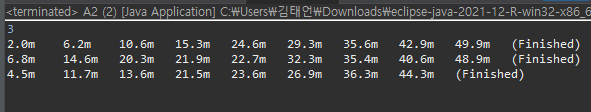 <terminated> A2 (2) [Java Application] C:₩Users₩김태언₩Downloads₩eclipse-java-2021-12-R-win32-x86_6
3
2.0m 6.2m 10.6m 15.3m 24.6m 29.3m 35.6m 42.9m 49.9m (Finished)
6.8m 14.6m 20.3m 21.9m 22.7m 32.3m 35.4m 40.6m 48.9m (Finished)
4.5m 11.7m 13.6m 21.5m 23.6m 26.9m 36.3m 44.3m (Finished)